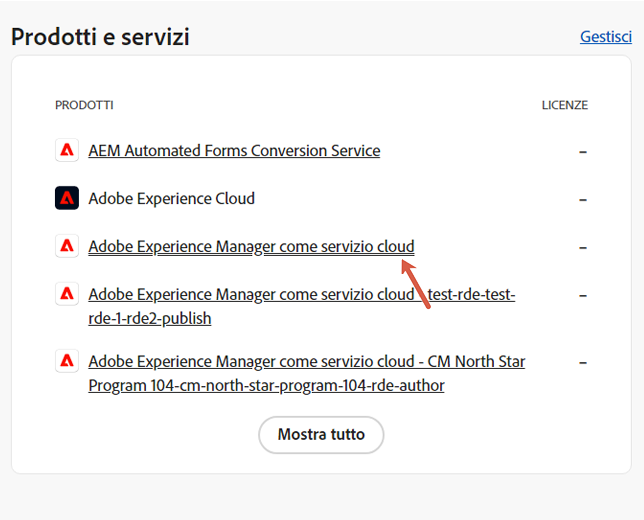 Prodotti e servizi
Gestisci
PRODOTTI
LICENZE
AEM Automated Forms Conversion Service
–
Adobe Experience Cloud
–
Adobe Experience Manager come servizio cloud
–
Adobe Experience Manager come servizio cloud - test-rde-test-
rde-1-rde2-publish
–
Adobe Experience Manager come servizio cloud - CM North Star
Program 104-cm-north-star-program-104-rde-author
–
Mostra tutto